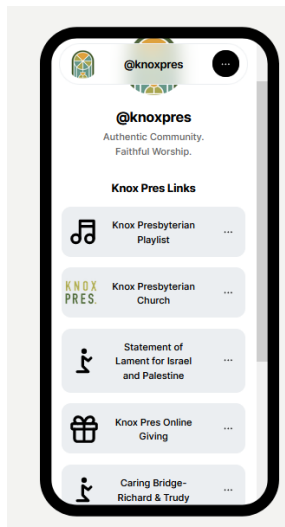 @knoxpres
@knoxpres
Authentic Community.
Faithful Worship.
Knox Pres Links
Knox Presbyterian
Playlist
KNOX
PRES.
Knox Presbyterian
Church
Statement of
Lament for Israel
and Palestine
Knox Pres Online
Giving
Caring Bridge-
Richard & Trudy